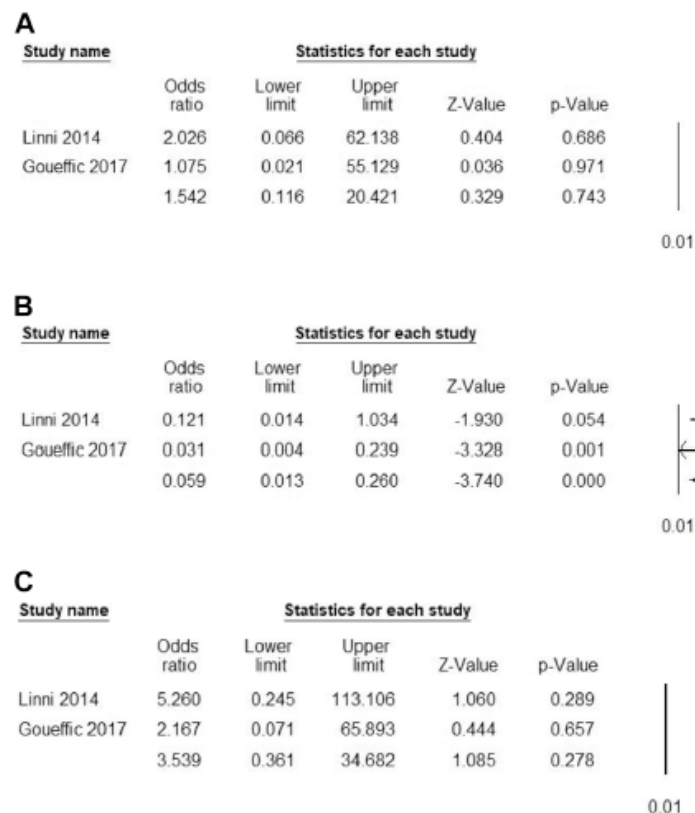 A
Study name Statistics for each study
Odds ratio Lower limit Upper limit Z-Value p-Value
Linni 2014 2.026 0.066 62.138 0.404 0.686
Goueffic 2017 1.075 0.021 55.129 0.036 0.971
1.542 0.116 20.421 0.329 0.743
0.01
B
Study name Statistics for each study
Odds ratio Lower limit Upper limit Z-Value p-Value
Linni 2014 0.121 0.014 1.034 -1.930 0.054
Goueffic 2017 0.031 0.004 0.239 -3.328 0.001
0.059 0.013 0.260 -3.740 0.000
0.01
C
Study name Statistics for each study
Odds ratio Lower limit Upper limit Z-Value p-Value
Linni 2014 5.260 0.245 113.106 1.060 0.289
Goueffic 2017 2.167 0.071 65.893 0.444 0.657
3.539 0.361 34.682 1.085 0.278
0.01